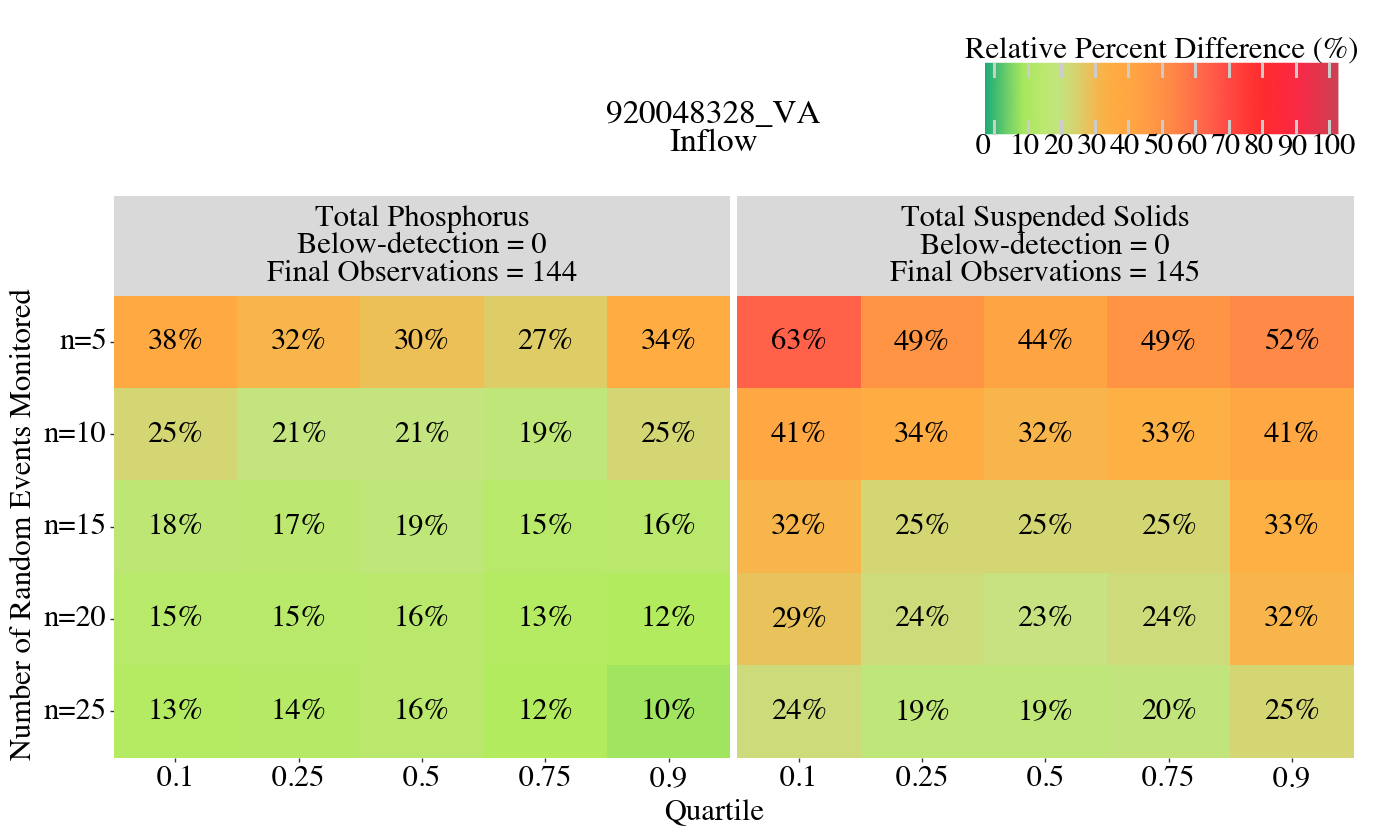 Relative Percent Difference (%)
0 10 20 30 40 50 60 70 80 90 100
920048328_VA
Inflow
Total Phosphorus
Below-detection = 0
Final Observations = 144
Total Suspended Solids
Below-detection = 0
Final Observations = 145
Number of Random Events Monitored
n=5 38% 32% 30% 27% 34% 63% 49% 44% 49% 52%
n=10 25% 21% 21% 19% 25% 41% 34% 32% 33% 41%
n=15 18% 17% 19% 15% 16% 32% 25% 25% 25% 33%
n=20 15% 15% 16% 13% 12% 29% 24% 23% 24% 32%
n=25 13% 14% 16% 12% 10% 24% 19% 19% 20% 25%
0.1 0.25 0.5 0.75 0.9 0.1 0.25 0.5 0.75 0.9
Quartile